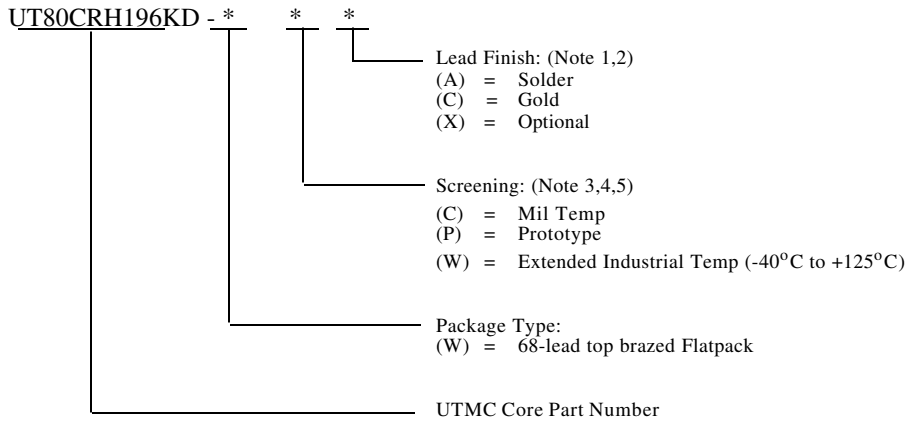 UT80CRH196KD - * * *
Lead Finish: (Note 1,2)
(A) = Solder
(C) = Gold
(X) = Optional
Screening: (Note 3,4,5)
(C) = Mil Temp
(P) = Prototype
(W) = Extended Industrial Temp (-40°C to +125°C)
Package Type:
(W) = 68-lead top brazed Flatpack
UTMC Core Part Number